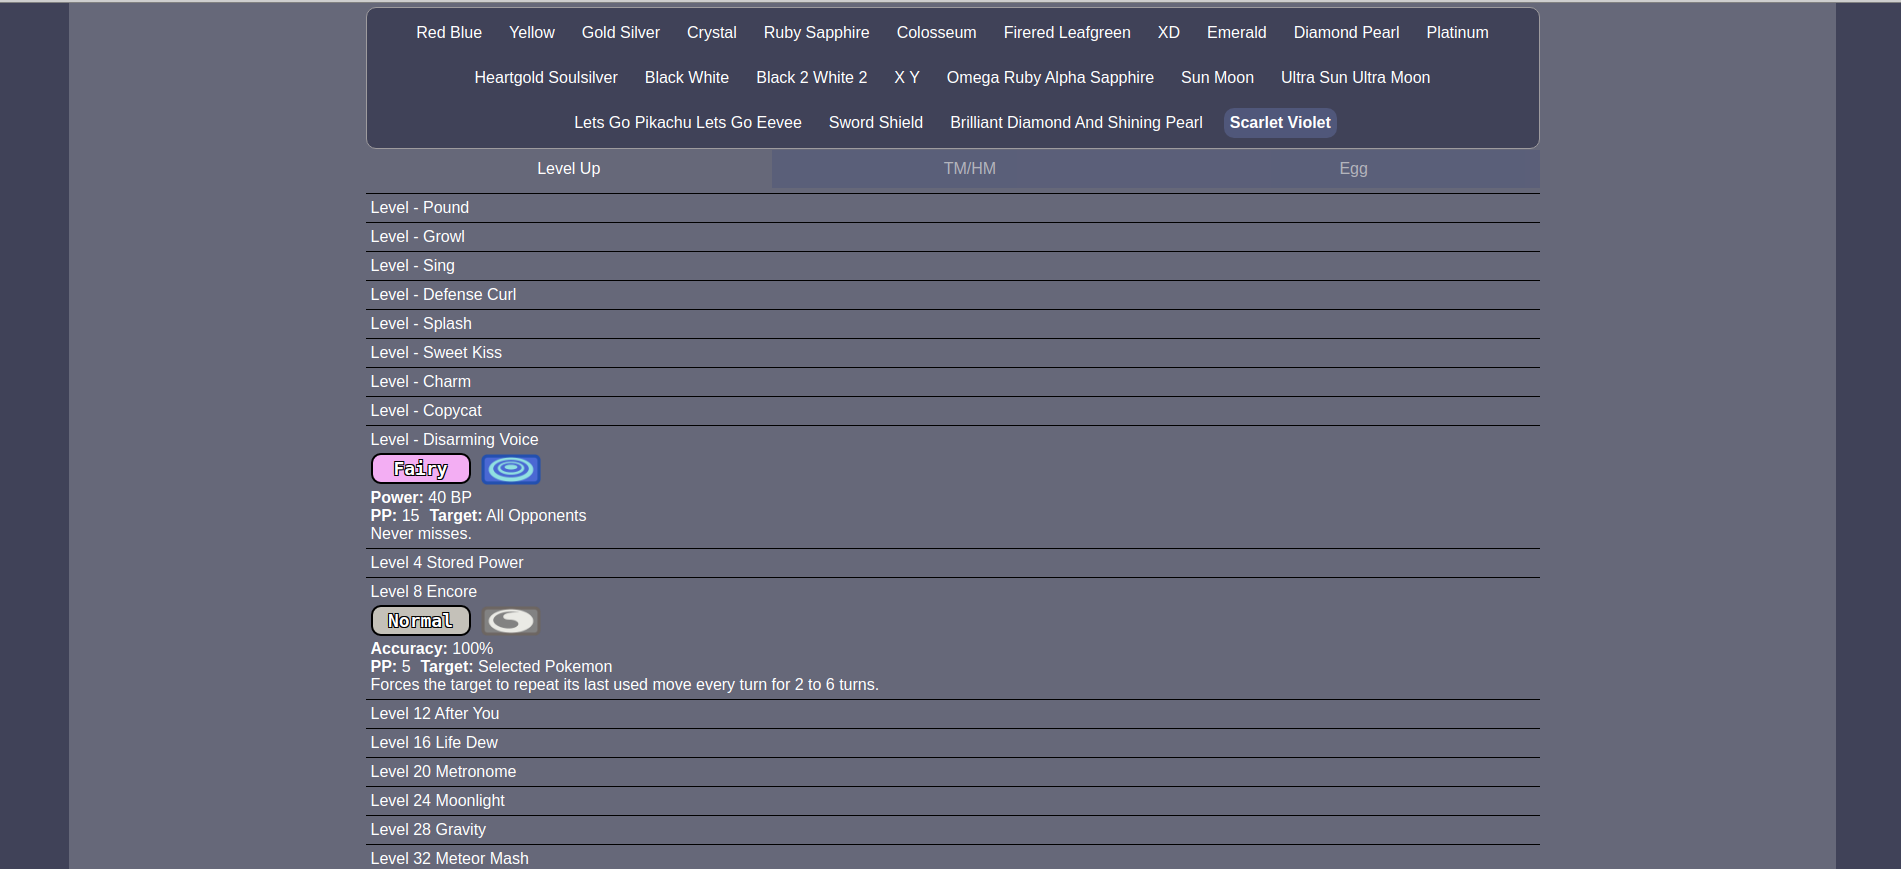 Red Blue Yellow Gold Silver Crystal Ruby Sapphire Colosseum Firered Leafgreen XD Emerald Diamond Pearl Platinum
Heartgold Soulsilver Black White Black 2 White 2 X Y Omega Ruby Alpha Sapphire Sun Moon Ultra Sun Ultra Moon
Lets Go Pikachu Lets Go Eevee Sword Shield Brilliant Diamond And Shining Pearl Scarlet Violet
Level Up TM/HM Egg
Level - Pound
Level - Growl
Level - Sing
Level - Defense Curl
Level - Splash
Level - Sweet Kiss
Level - Charm
Level - Copycat
Level - Disarming Voice
Fairy
Power: 40 BP
PP: 15 Target: All Opponents
Never misses.
Level 4 Stored Power
Level 8 Encore
Normal
Accuracy: 100%
PP: 5 Target: Selected Pokemon
Forces the target to repeat its last used move every turn for 2 to 6 turns.
Level 12 After You
Level 16 Life Dew
Level 20 Metronome
Level 24 Moonlight
Level 28 Gravity
Level 32 Meteor Mash